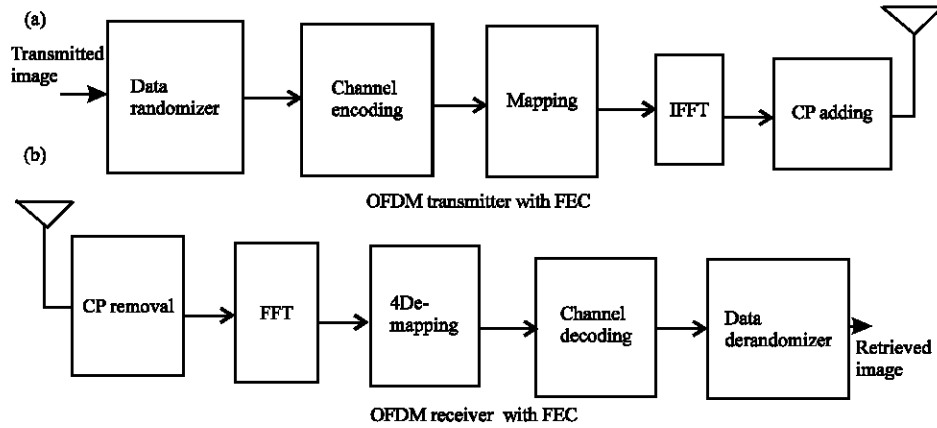 (a)
Transmitted
image
Data
randomizer
Channel
encoding
Mapping
IFFT
CP adding
OFDM transmitter with FEC
(b)
CP removal
FFT
4De-
mapping
Channel
decoding
Data
derandomizer
Retrieved
image
OFDM receiver with FEC